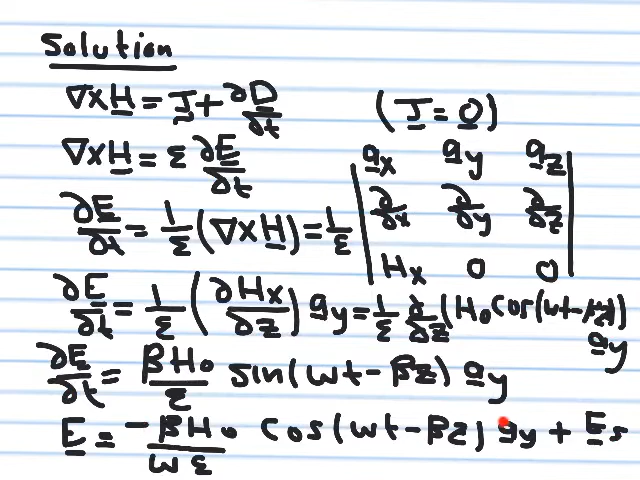 Solution
∇×H = J + ∂D/∂t (J = 0)
∇×H = ε ∂E/∂t
∂E/∂t = 1/ε (∇×H) = 1/ε | ax ay az ; ∂/∂x ∂/∂y ∂/∂z ; Hx 0 0 |
∂E/∂t = 1/ε (∂Hx/∂z) ay = 1/ε ∂/∂z (H₀ cos(ωt - βz)) ay
∂E/∂t = βH₀/ε sin(ωt - βz) ay
E = -βH₀/ωε cos(ωt - βz) ay + Es